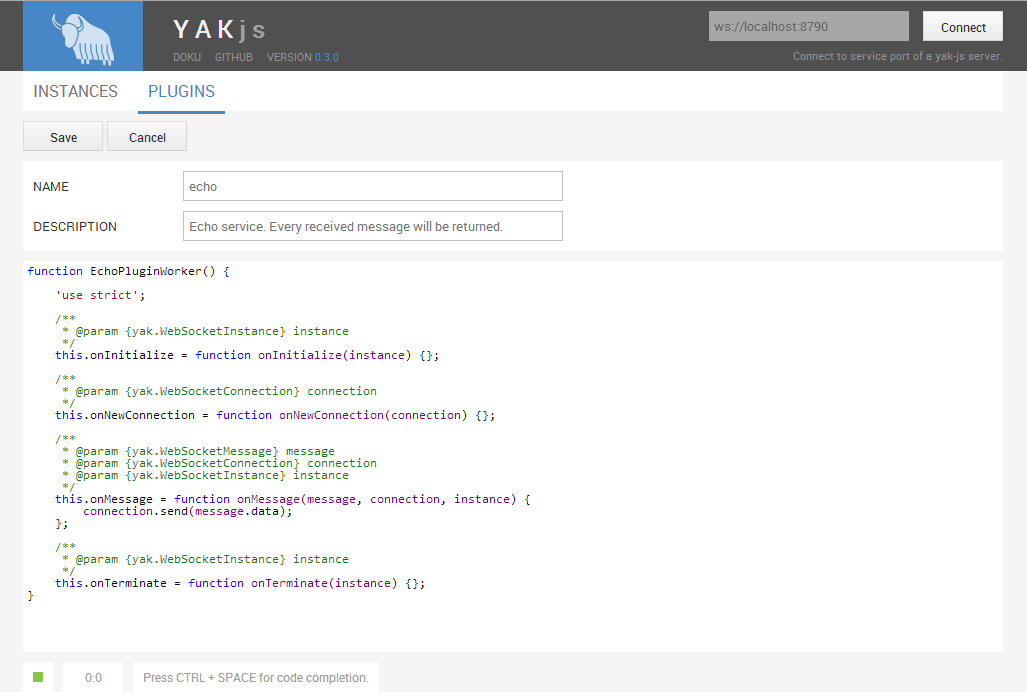 YAKjs
ws://localhost:8790
Connect
DOKU GITHUB VERSION 0.3.0
Connect to service port of a yak-js server.
INSTANCES PLUGINS
Save Cancel
NAME echo
DESCRIPTION Echo service. Every received message will be returned.
function EchoPluginWorker() {
    'use strict';
    /**
     * @param {yak.WebSocketInstance} instance
     */
    this.onInitialize = function onInitialize(instance) {};
    /**
     * @param {yak.WebSocketConnection} connection
     */
    this.onNewConnection = function onNewConnection(connection) {};
    /**
     * @param {yak.WebSocketMessage} message
     * @param {yak.WebSocketConnection} connection
     * @param {yak.WebSocketInstance} instance
     */
    this.onMessage = function onMessage(message, connection, instance) {
        connection.send(message.data);
    };
    /**
     * @param {yak.WebSocketInstance} instance
     */
    this.onTerminate = function onTerminate(instance) {};
}
0:0 Press CTRL + SPACE for code completion.